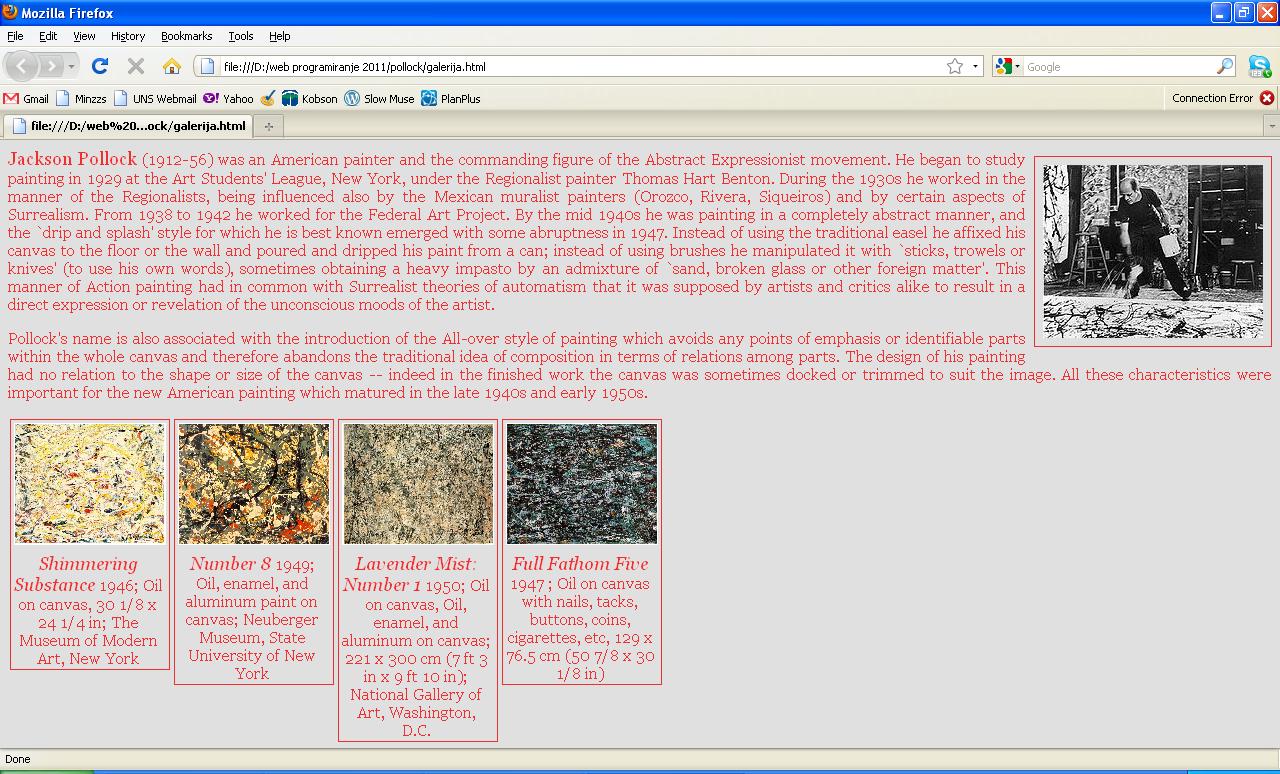 Mozilla Firefox
File Edit View History Bookmarks Tools Help
file:///D:/web programiranje 2011/pollock/galerija.html
Google
Gmail Minzzs UNS Webmail Yahoo Kobson Slow Muse PlanPlus Connection Error
file:///D:/web%20...ock/galerija.html
Jackson Pollock (1912-56) was an American painter and the commanding figure of the Abstract Expressionist movement. He began to study
painting in 1929 at the Art Students' League, New York, under the Regionalist painter Thomas Hart Benton. During the 1930s he worked in the
manner of the Regionalists, being influenced also by the Mexican muralist painters (Orozco, Rivera, Siqueiros) and by certain aspects of
Surrealism. From 1938 to 1942 he worked for the Federal Art Project. By the mid 1940s he was painting in a completely abstract manner, and
the `drip and splash' style for which he is best known emerged with some abruptness in 1947. Instead of using the traditional easel he affixed his
canvas to the floor or the wall and poured and dripped his paint from a can; instead of using brushes he manipulated it with `sticks, trowels or
knives' (to use his own words), sometimes obtaining a heavy impasto by an admixture of `sand, broken glass or other foreign matter'. This
manner of Action painting had in common with Surrealist theories of automatism that it was supposed by artists and critics alike to result in a
direct expression or revelation of the unconscious moods of the artist.
Pollock's name is also associated with the introduction of the All-over style of painting which avoids any points of emphasis or identifiable parts
within the whole canvas and therefore abandons the traditional idea of composition in terms of relations among parts. The design of his painting
had no relation to the shape or size of the canvas -- indeed in the finished work the canvas was sometimes docked or trimmed to suit the image. All these characteristics were
important for the new American painting which matured in the late 1940s and early 1950s.
Shimmering
Substance 1946; Oil
on canvas, 30 1/8 x
24 1/4 in; The
Museum of Modern
Art, New York
Number 8 1949;
Oil, enamel, and
aluminum paint on
canvas; Neuberger
Museum, State
University of New
York
Lavender Mist:
Number 1 1950; Oil
on canvas, Oil,
enamel, and
aluminum on canvas;
221 x 300 cm (7 ft 3
in x 9 ft 10 in);
National Gallery of
Art, Washington,
D.C.
Full Fathom Five
1947 ; Oil on canvas
with nails, tacks,
buttons, coins,
cigarettes, etc, 129 x
76.5 cm (50 7/8 x 30
1/8 in)
Done